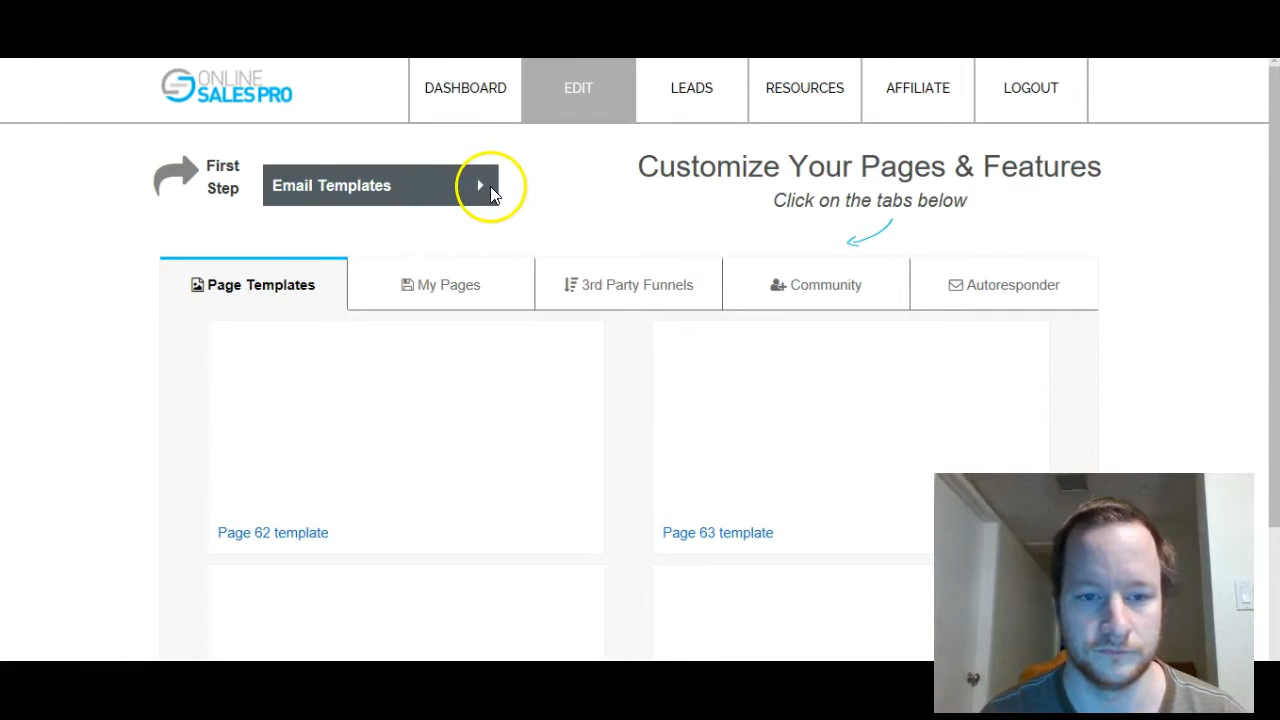 ONLINE
SALES PRO
DASHBOARD
EDIT
LEADS
RESOURCES
AFFILIATE
LOGOUT
First
Step
Email Templates
Customize Your Pages & Features
Click on the tabs below
Page Templates
My Pages
3rd Party Funnels
Community
Autoresponder
Page 62 template
Page 63 template